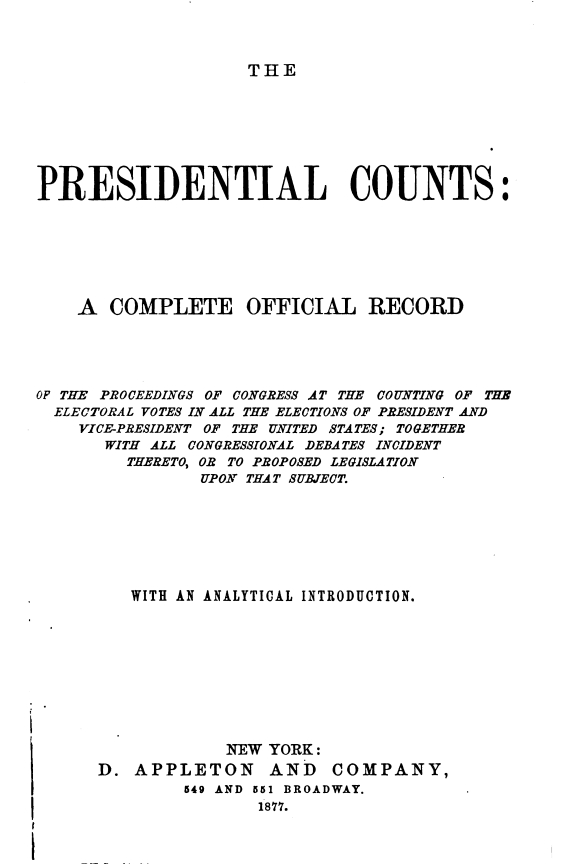 THE
PRESIDENTIAL COUNTS:
A COMPLETE OFFICIAL RECORD
OF THE PROCEEDINGS OF CONGRESS AT THE COUNTING OF THE
ELECTORAL VOTES IN ALL THE ELECTIONS OF PRESIDENT AND
VICE-PRESIDENT OF THE UNITED STATES; TOGETHER
WITH ALL CONGRESSIONAL DEBATES INCIDENT
THERETO, OR TO PROPOSED LEGISLATION
UPON THAT SUBJECT.
WITH AN ANALYTICAL INTRODUCTION.
NEW YORK:
D. APPLETON AND COMPANY,
549 AND 551 BROADWAY.
1877.